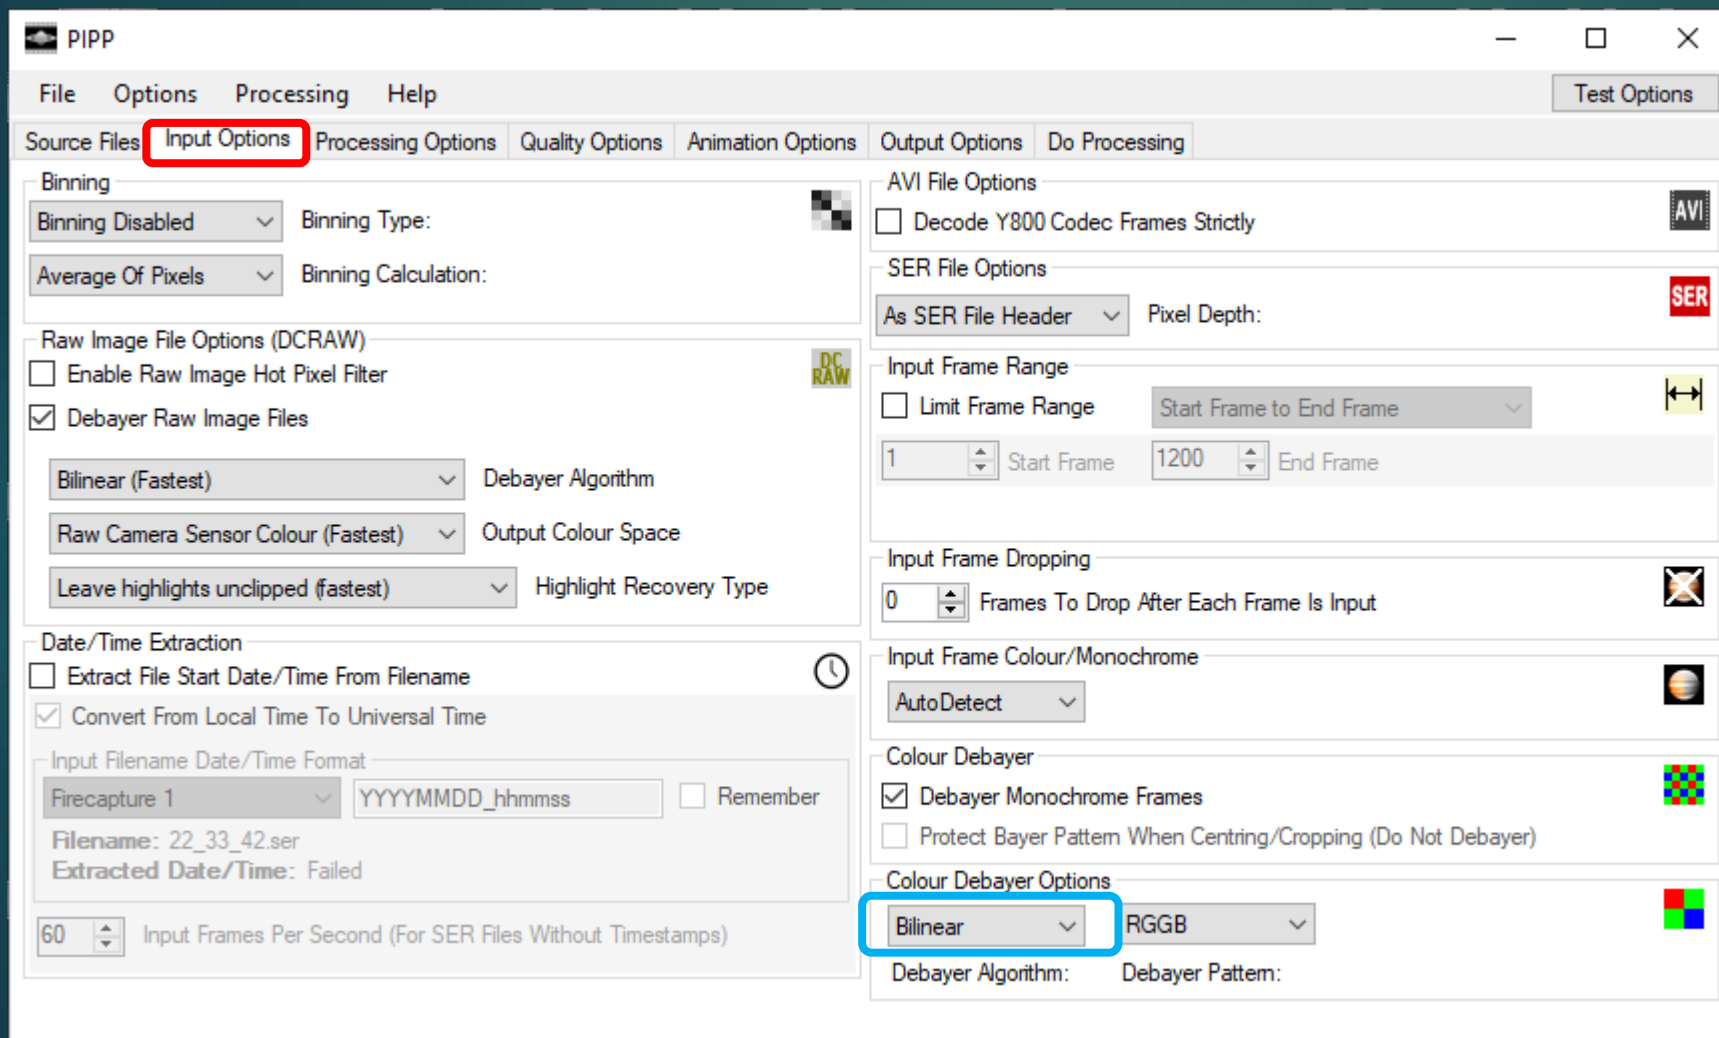 PIPP
File Options Processing Help Test Options
Source Files Input Options Processing Options Quality Options Animation Options Output Options Do Processing
Binning
Binning Disabled Binning Type:
Average Of Pixels Binning Calculation:
Raw Image File Options (DCRAW)
DC
RAW
Enable Raw Image Hot Pixel Filter
Debayer Raw Image Files
Bilinear (Fastest) Debayer Algorithm
Raw Camera Sensor Colour (Fastest) Output Colour Space
Leave highlights unclipped (fastest) Highlight Recovery Type
Date/Time Extraction
Extract File Start Date/Time From Filename
Convert From Local Time To Universal Time
Input Filename Date/Time Format
Firecapture 1 YYYYMMDD_hhmmss Remember
Filename: 22_33_42.ser
Extracted Date/Time: Failed
60 Input Frames Per Second (For SER Files Without Timestamps)
AVI File Options
AVI
Decode Y800 Codec Frames Strictly
SER File Options
SER
As SER File Header Pixel Depth:
Input Frame Range
Limit Frame Range Start Frame to End Frame
1 Start Frame 1200 End Frame
Input Frame Dropping
0 Frames To Drop After Each Frame Is Input
Input Frame Colour/Monochrome
AutoDetect
Colour Debayer
Debayer Monochrome Frames
Protect Bayer Pattern When Centring/Cropping (Do Not Debayer)
Colour Debayer Options
Bilinear RGGB
Debayer Algorithm: Debayer Pattern: